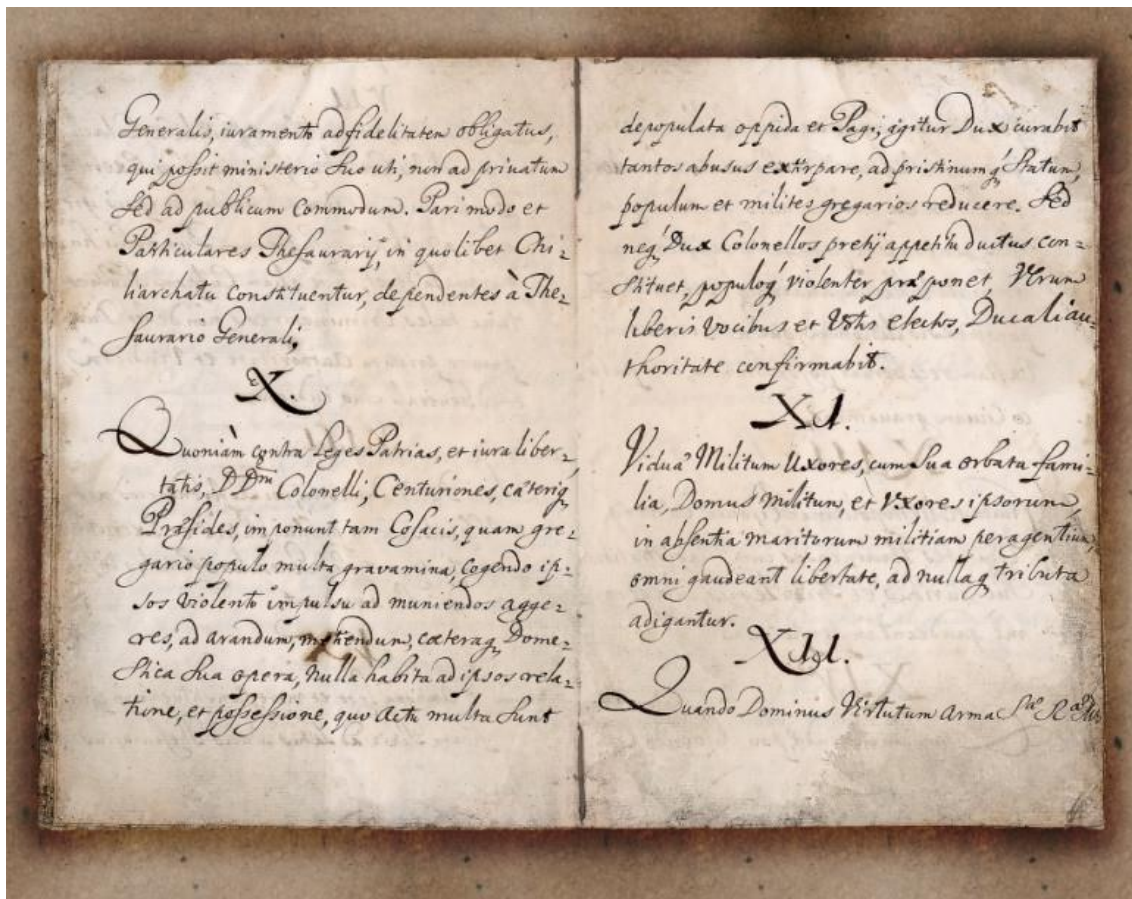 Generalis, iuramento ad fidelitatem obligatus,
qui possit ministerio suo uti, non ad privatum
sed ad publicum commodum. Pari modo et
Particulares Thesaurarij, in quolibet Chi=
liarchatu constituentur, dependentes à The=
saurario Generali.
X.
Quoniàm contra Leges Patrias, et iura liber=
tatis, D Dni Colonelli, Centuriones, caeteriq
Praesides, imponunt tam Cosacis, quam gre=
gario populo multa gravamina, cogendo ip=
sos violento impulsu ad muniendos agge=
res, ad arandum, metiendum, caeteraq Dome=
stica sua opera, nulla habita ad ipsos rela=
tione, et possessione, quo actu multa sunt
depopulata oppida et Pagi, igitur Dux curabit
tantos abusus extirpare, ad pristinumq statum,
populum et milites gregarios reducere. Sed
neq Dux Colonellos pretij appetitu ductus con=
stituet, populoq violenter praeponet, Verum
liberis vocibus et Votis electos, Ducali au=
thoritate confirmabit.
XI.
Viduae Militum Uxores, cum sua orbata fami=
lia, Domus Militum, et Uxores ipsorum,
in absentia maritorum militiam peragentium,
omni gaudeant libertate, ad nullaq tributa
adigantur.
XII.
Quando Dominus Virtutum Arma